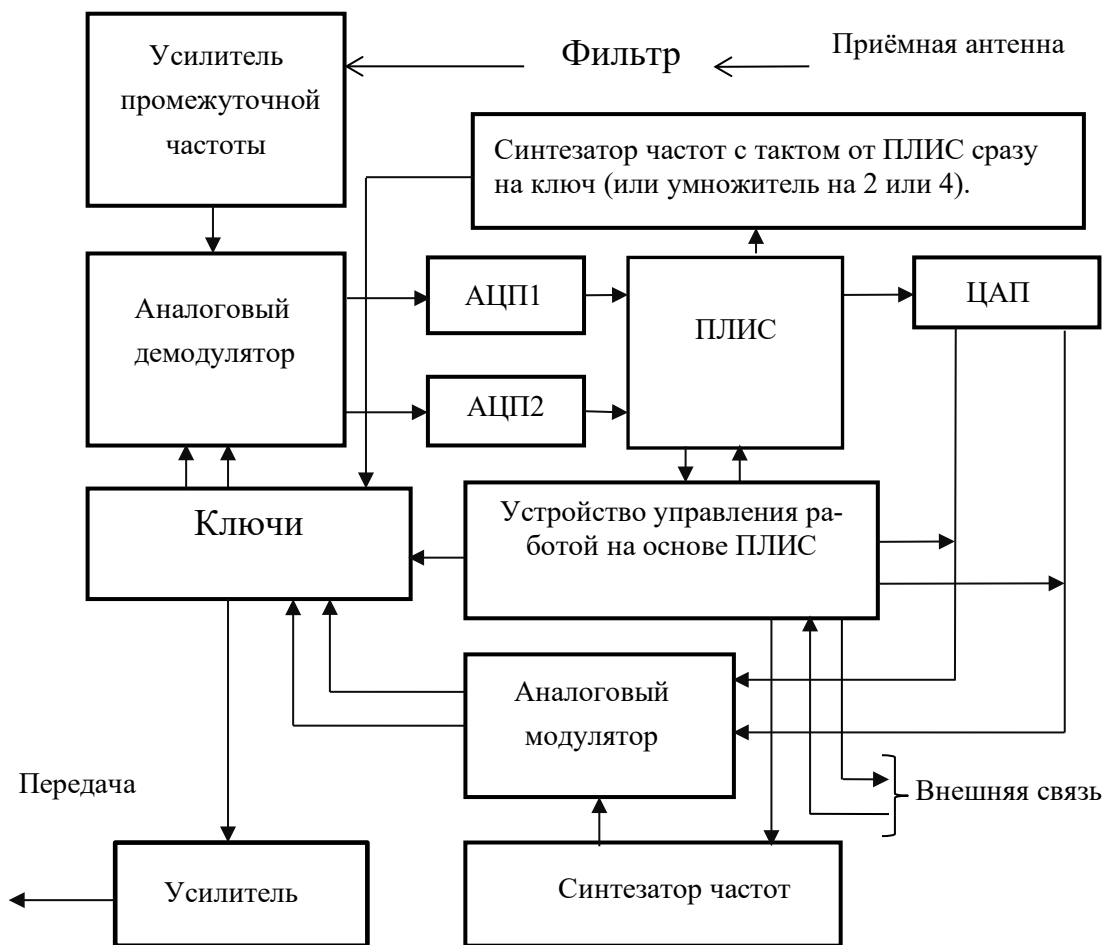 Усилитель
промежуточной
частоты
Фильтр
Приёмная антенна
Синтезатор частот с тактом от ПЛИС сразу
на ключ (или умножитель на 2 или 4).
Аналоговый
демодулятор
АЦП1
АЦП2
ПЛИС
ЦАП
Ключи
Устройство управления ра-
ботой на основе ПЛИС
Аналоговый
модулятор
Передача
Внешняя связь
Усилитель
Синтезатор частот